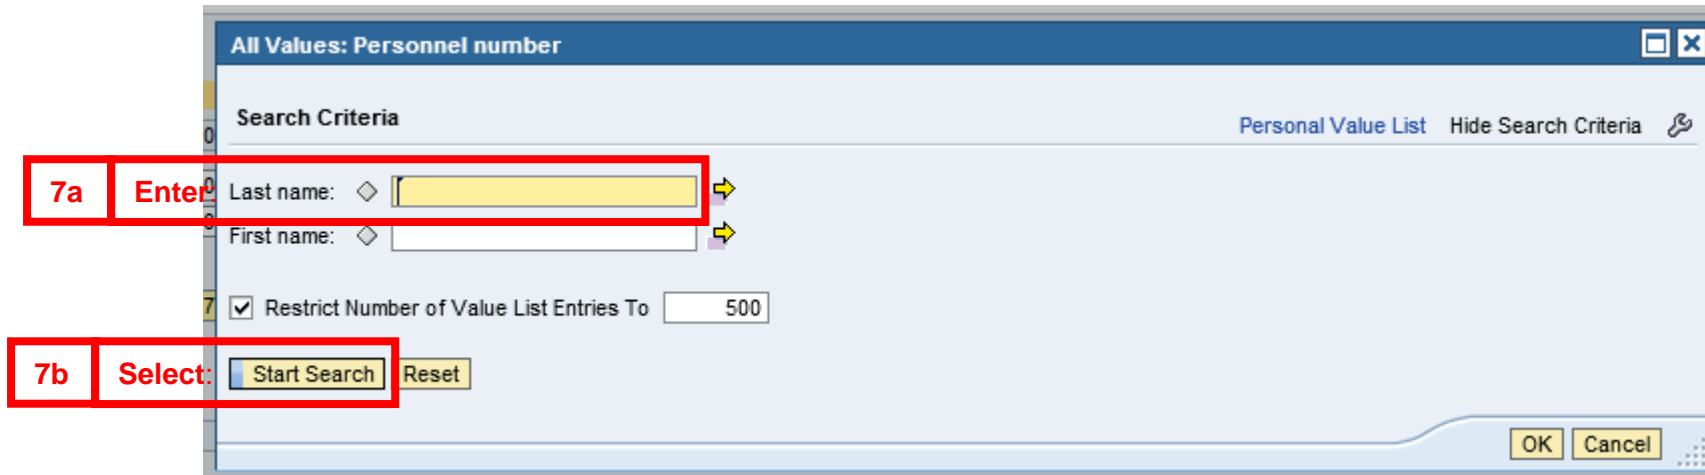 All Values: Personnel number
Search Criteria
Personal Value List Hide Search Criteria
7a Enter: Last name:
First name:
Restrict Number of Value List Entries To 500
7b Select: Start Search Reset
OK Cancel